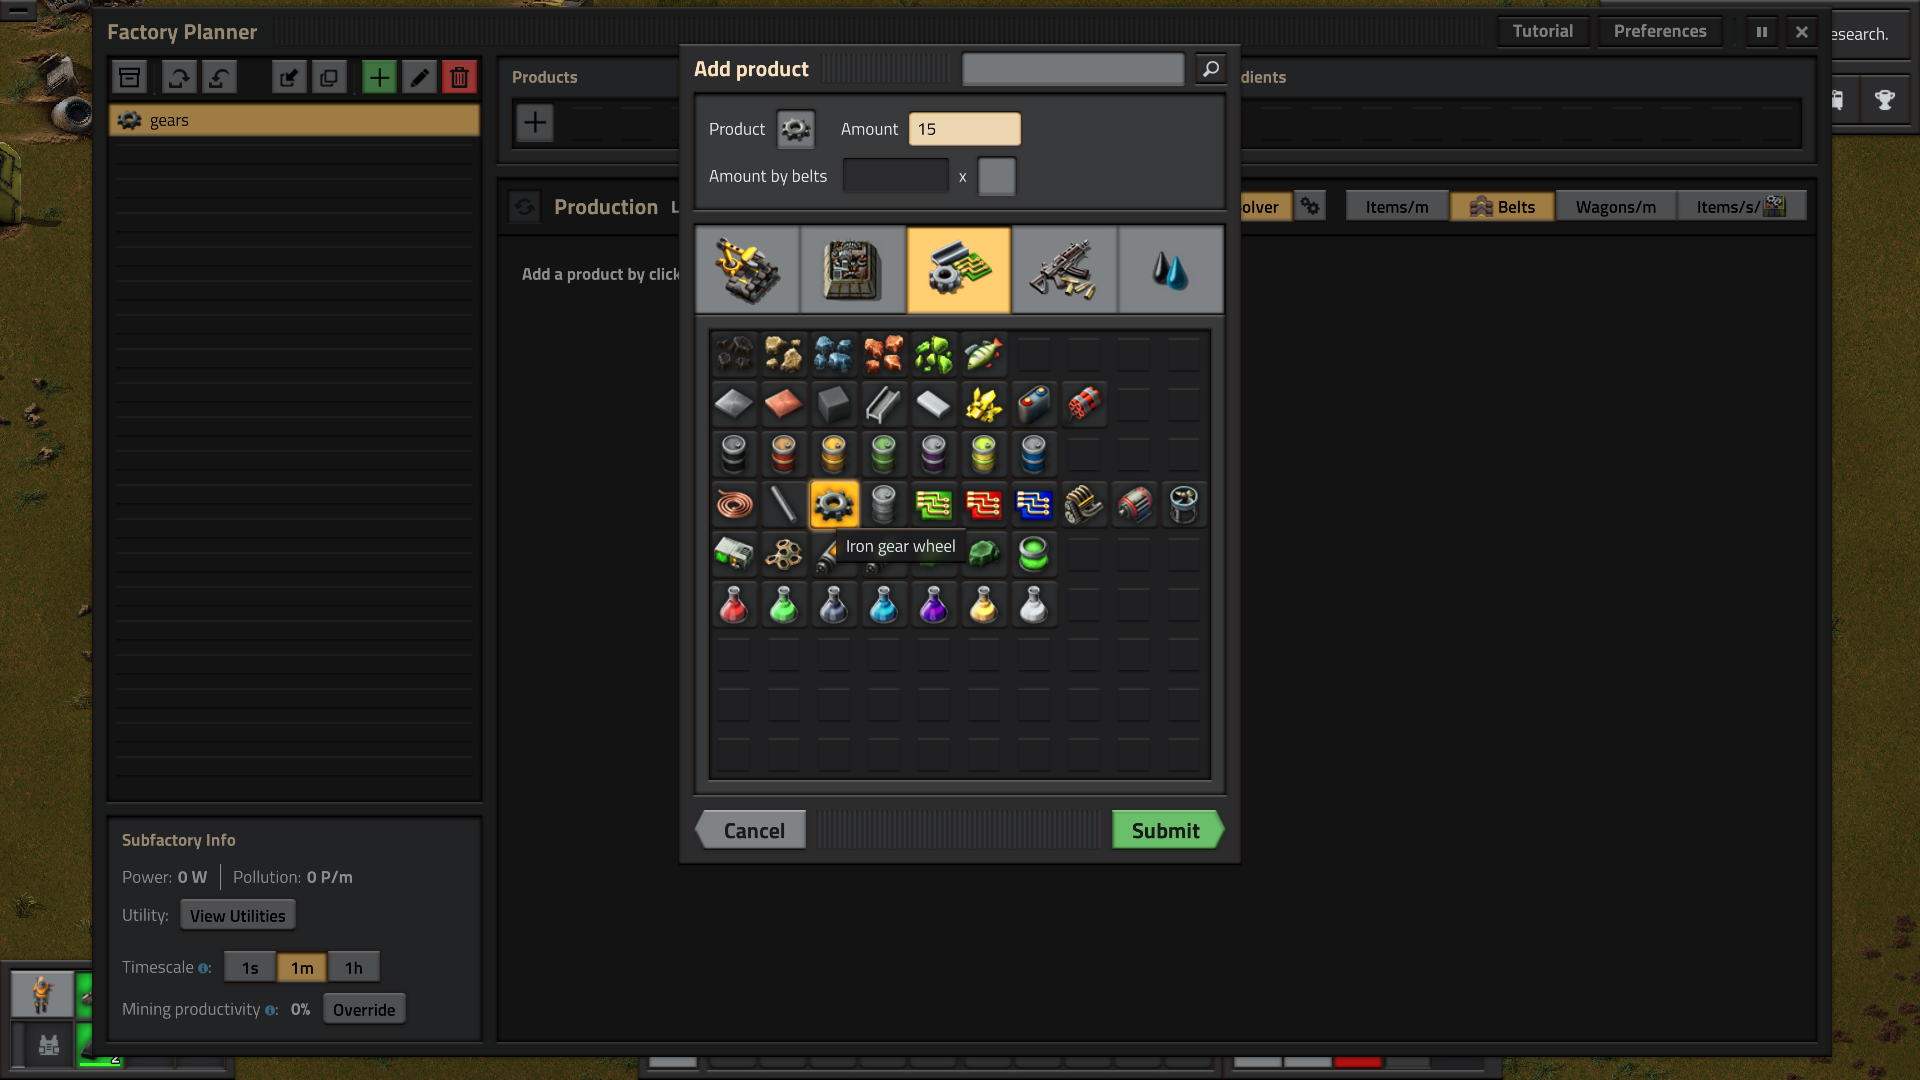 Factory Planner
Tutorial
Preferences
esearch.
Add product
Products
dients
gears
Product
Amount
15
Amount by belts
x
Production
L
olver
Items/m
Belts
Wagons/m
Items/s/
Add a product by click
Iron gear wheel
Cancel
Submit
Subfactory Info
Power: 0 W
Pollution: 0 P/m
Utility:
View Utilities
Timescale
:
1s
1m
1h
Mining productivity
:
0%
Override
2